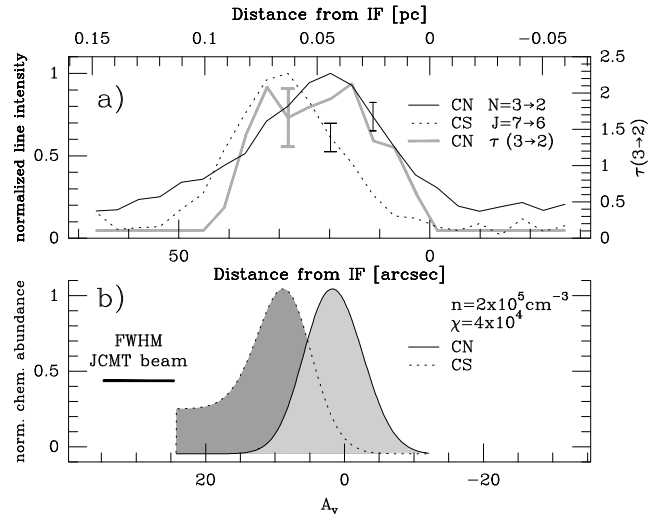 Distance from IF [pc]
0.15 0.1 0.05 0 -0.05
a)
CN N=3→2
CS J=7→6
CN τ (3→2)
normalized line intensity
1
0.5
0
2.5
2
1.5
1
0.5
0
τ(3→2)
50 0
Distance from IF [arcsec]
b)
n=2x10⁵cm⁻³
χ=4x10⁴
CN
CS
FWHM
JCMT beam
norm. chem. abundance
1
0.5
0
20 0 -20
Aᵥ